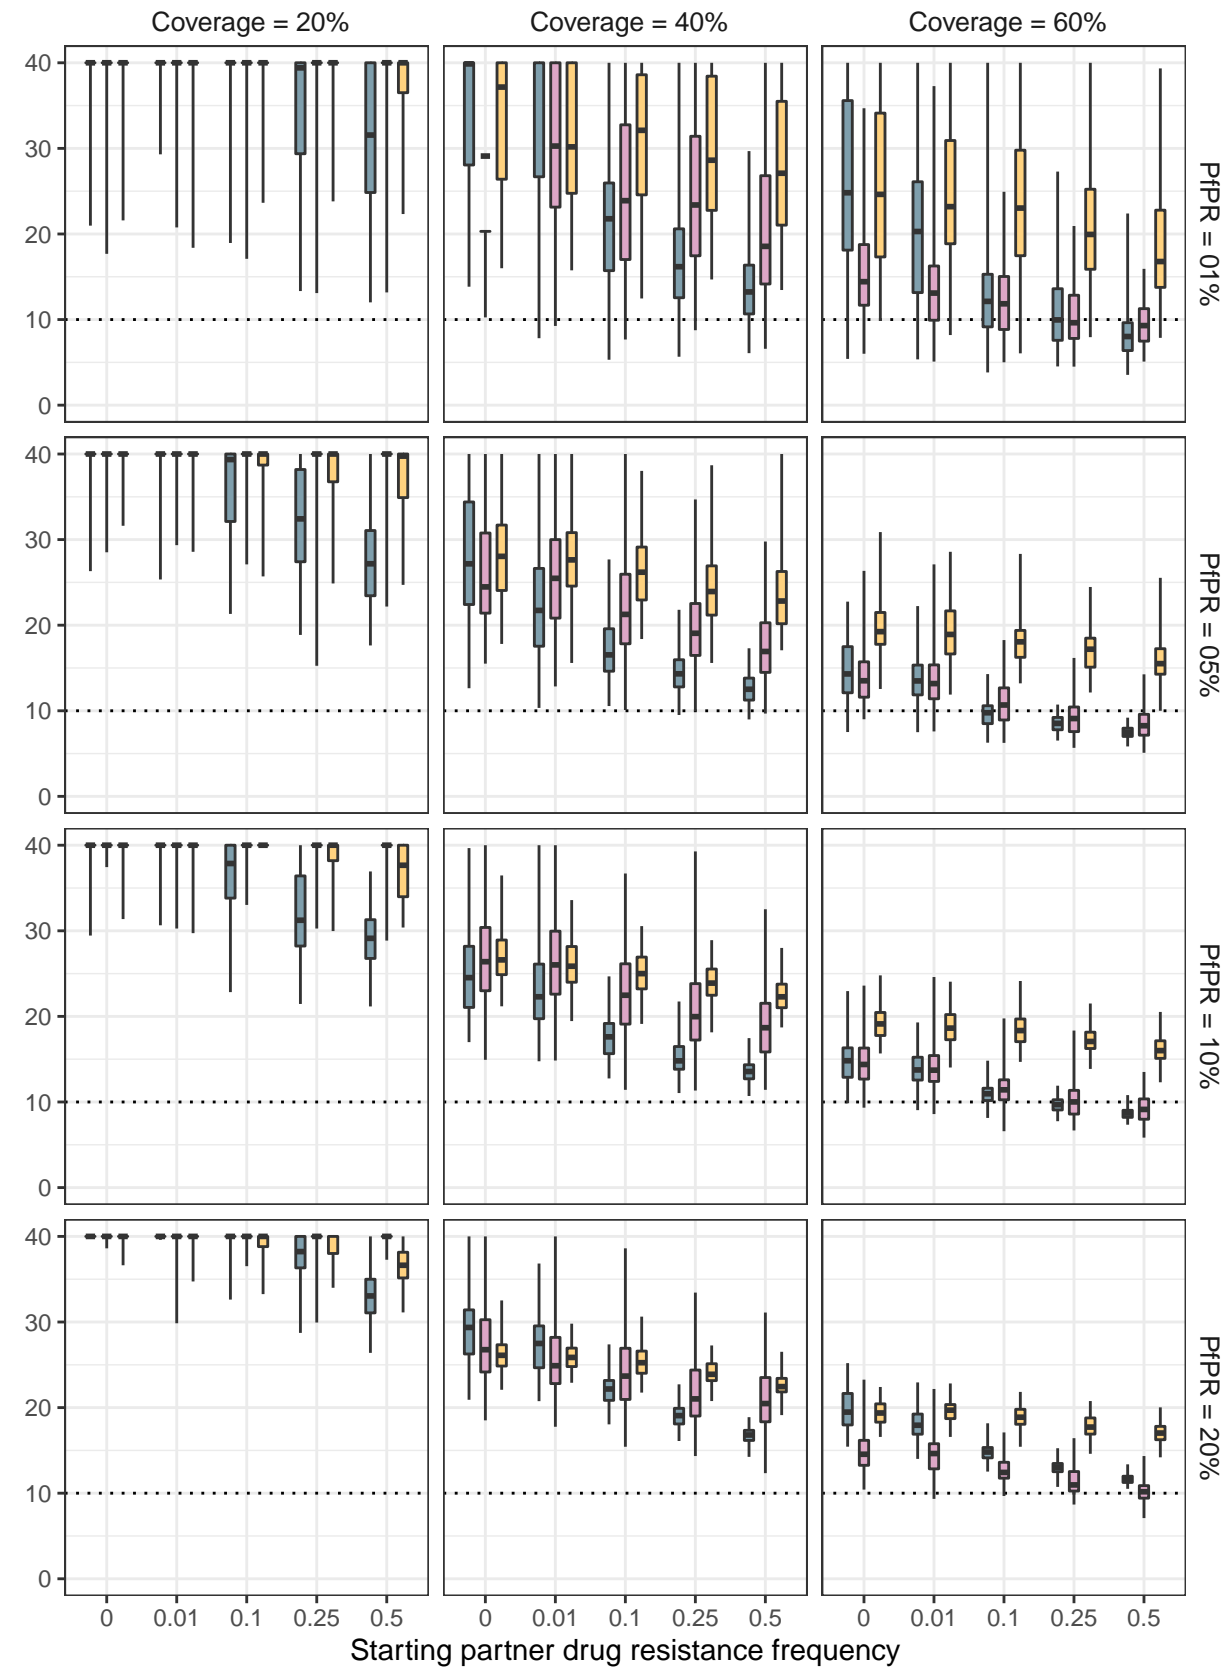 Coverage = 20%
Coverage = 40%
Coverage = 60%
40
30
20
10
0
PfPR = 01%
40
30
20
10
0
PfPR = 05%
40
30
20
10
0
PfPR = 10%
40
30
20
10
0
PfPR = 20%
0 0.01 0.1 0.25 0.5
0 0.01 0.1 0.25 0.5
0 0.01 0.1 0.25 0.5
Starting partner drug resistance frequency